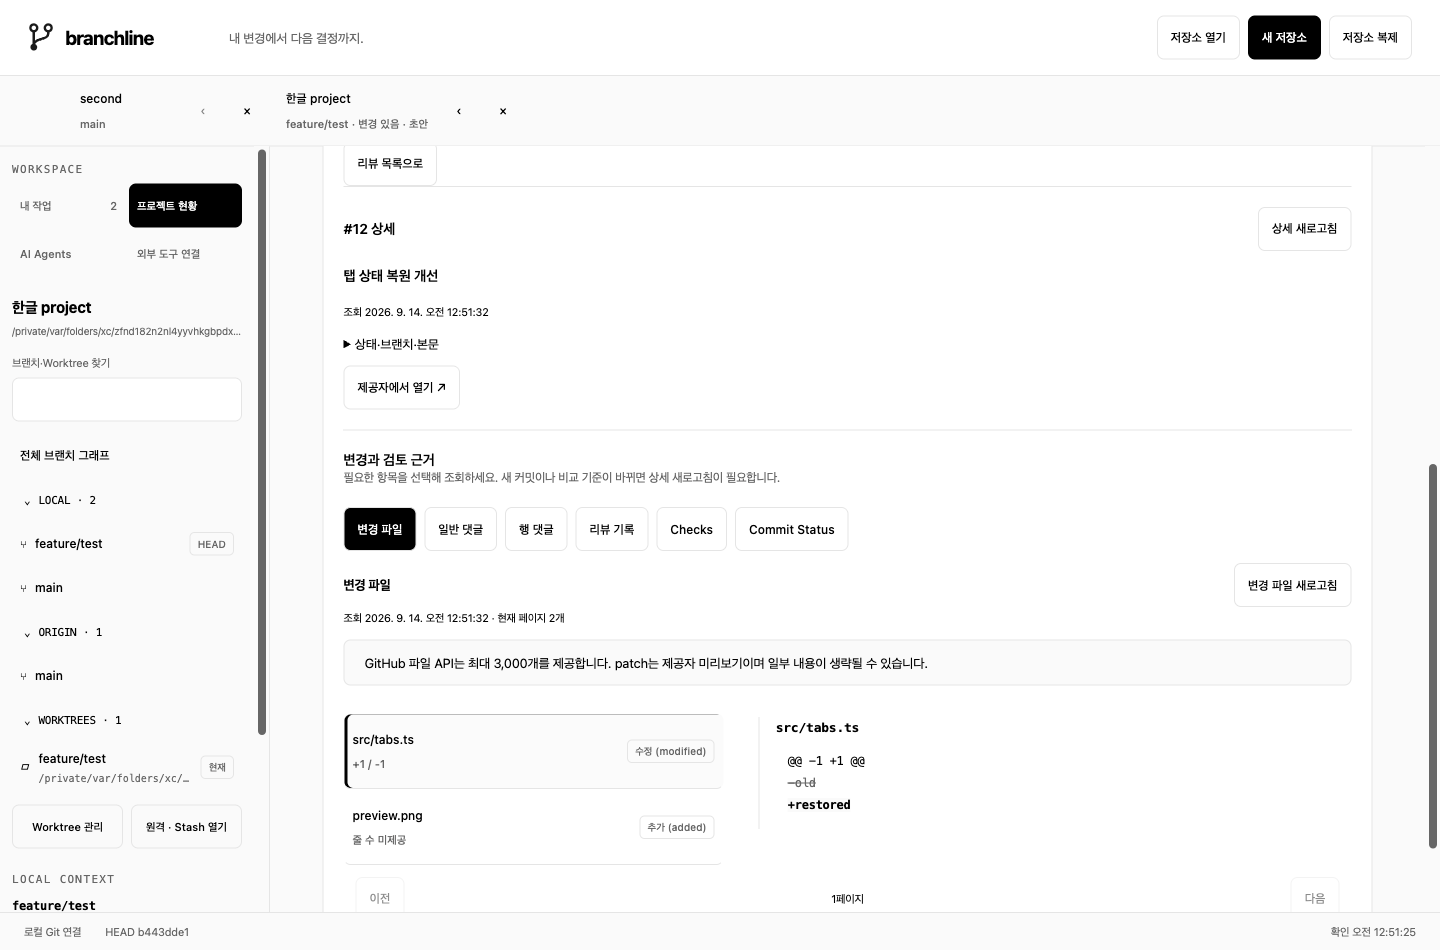 branchline
내 변경에서 다음 결정까지.
저장소 열기
새 저장소
저장소 복제
second
main
‹
×
한글 project
feature/test · 변경 있음 · 초안
‹
×
WORKSPACE
내 작업 2
프로젝트 현황
AI Agents
외부 도구 연결
한글 project
/private/var/folders/xc/zfnd182n2nl4yyvhkgbpdx...
브랜치·Worktree 찾기
전체 브랜치 그래프
LOCAL · 2
feature/test HEAD
main
ORIGIN · 1
main
WORKTREES · 1
feature/test
/private/var/folders/xc/…
현재
Worktree 관리
원격 · Stash 열기
LOCAL CONTEXT
feature/test
리뷰 목록으로
#12 상세
상세 새로고침
탭 상태 복원 개선
조회 2026. 9. 14. 오전 12:51:32
▶ 상태·브랜치·본문
제공자에서 열기 ↗
변경과 검토 근거
필요한 항목을 선택해 조회하세요. 새 커밋이나 비교 기준이 바뀌면 상세 새로고침이 필요합니다.
변경 파일
일반 댓글
행 댓글
리뷰 기록
Checks
Commit Status
변경 파일
변경 파일 새로고침
조회 2026. 9. 14. 오전 12:51:32 · 현재 페이지 2개
GitHub 파일 API는 최대 3,000개를 제공합니다. patch는 제공자 미리보기이며 일부 내용이 생략될 수 있습니다.
src/tabs.ts
+1 / -1
수정 (modified)
preview.png
줄 수 미제공
추가 (added)
src/tabs.ts
@@ -1 +1 @@
-old
+restored
이전
1페이지
다음
로컬 Git 연결
HEAD b443dde1
확인 오전 12:51:25